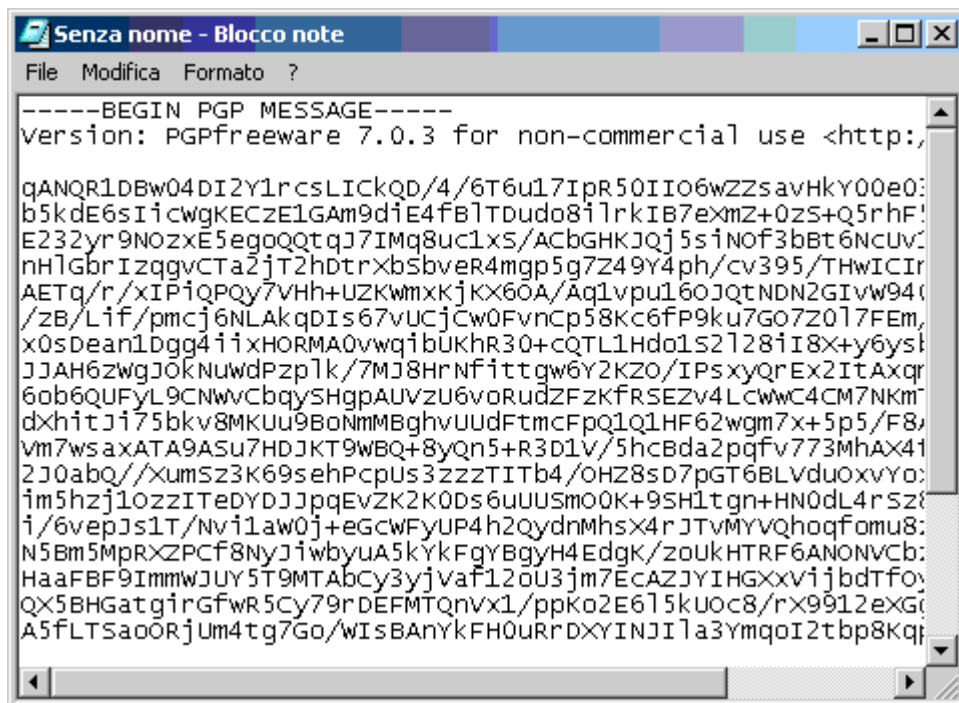 Senza nome - Blocco note
File Modifica Formato ?
-----BEGIN PGP MESSAGE-----
Version: PGPfreeware 7.0.3 for non-commercial use <http:/
qANQR1DBw04DI2Y1rcsLICkQD/4/6T6u17IpR50IIO6wZZsavHkY00e03
b5kdE6sIicWgKECzE1GAm9diE4fBlTDudo8ilrkIB7eXmZ+0zS+Q5rhF
E232yr9NOzxE5egoQQtqJ7IMq8uc1xS/ACbGHKJQj5siNOf3bBt6NcUv
nHlGbrIzqgvCTa2jT2hDtrXbSbveR4mgp5g7Z49Y4ph/cv395/THwICI
AETq/r/xIPiQPQy7VHh+UZKWmxKjKX6OA/Aq1vpu16OJQtNDN2GIvW94
/zB/Lif/pmcj6NLAkqDIs67vUCjCw0FvnCp58Kc6fP9ku7GO7Z0l7FEm
x0sDean1Dgg4iixHORMA0vwqibUKhR30+cQTL1Hdo1S2l28iI8X+y6ys
JJAH6zWgJOkNuWdPzplk/7MJ8HrNfittgw6Y2KZO/IPsxyQrEx2ItAxq
6ob6QUFyL9CNWvCbqySHgpAUVzU6voRudZFzKfRSEZv4LcWwC4CM7NKm
dXhitJi75bkv8MKUu9BoNmMBghvUUdFtmcFpQ1Q1HF62wgm7x+5p5/F8
Vm7wsaxATA9ASu7HDJKT9WBQ+8yQn5+R3D1V/5hcBda2pqfv773MhAX4
2J0abQ//XumSz3K69sehPcpUs3zzzTITb4/OHZ8sD7pGT6BLVduOxvYo
im5hzj1OzzITeDYDJJpqEvZK2K0Ds6uUUSmO0K+9SH1tgn+HN0dL4rSz
i/6vepJs1T/Nvi1aW0j+eGcWFyUP4h2QydnMhsX4rJTvMYVQhoqfomu8
N5Bm5MpRXZPCf8NyJiwbyuA5kYkFgYBgyH4EdgK/zoUkHTRF6ANONVCb
HaaFBF9ImmWJUY5T9MTAbCy3yjVaf12oU3jm7EcAZJYIHGXxVijbdTfO
QX5BHGatgirGfwR5Cy79rDEFMTQnVx1/ppKo2E6l5kUOc8/rX9912eXG
A5fLTSaoORjUm4tg7Go/WIsBAnYkFH0uRrDXYINJIla3YmqoI2tbp8Kq